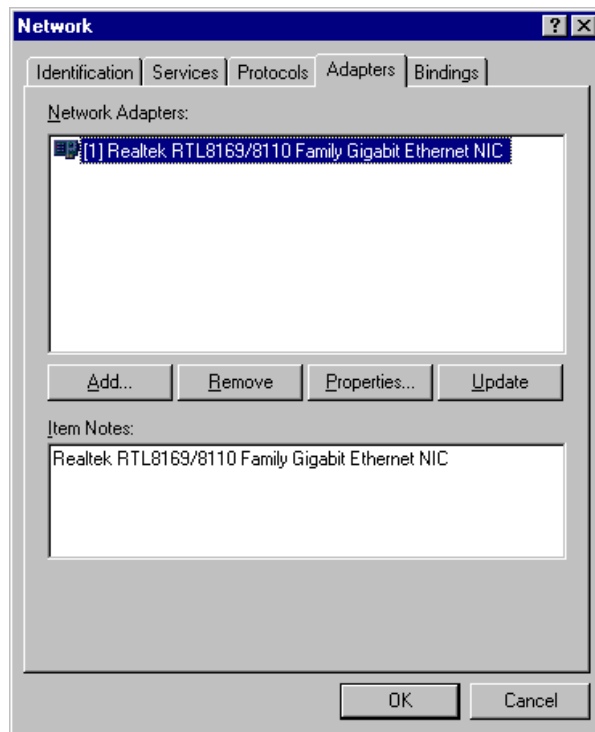 Network
Identification Services Protocols Adapters Bindings
Network Adapters:
[1] Realtek RTL8169/8110 Family Gigabit Ethernet NIC
Add... Remove Properties... Update
Item Notes:
Realtek RTL8169/8110 Family Gigabit Ethernet NIC
OK Cancel